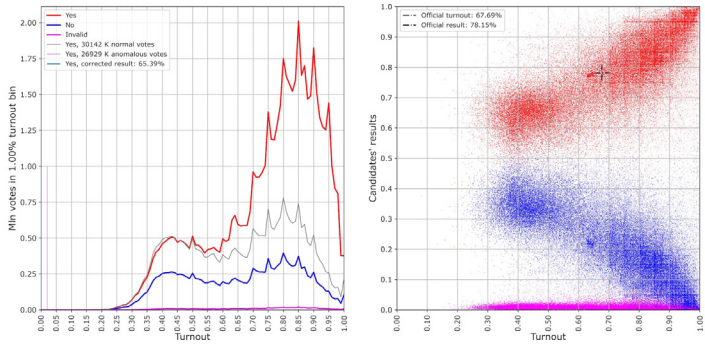 Yes
No
Invalid
Yes, 30142 K normal votes
Yes, 26929 K anomalous votes
Yes, corrected result: 65.39%
Mln votes in 1.00% turnout bin
2.00
1.75
1.50
1.25
1.00
0.75
0.50
0.25
0.00
0.00 0.05 0.10 0.15 0.20 0.25 0.30 0.35 0.40 0.45 0.50 0.55 0.60 0.65 0.70 0.75 0.80 0.85 0.90 0.95 1.00
Turnout
Official turnout: 67.69%
Official result: 78.15%
Candidates' results
1.0
0.9
0.8
0.7
0.6
0.5
0.4
0.3
0.2
0.1
0.0
0.00 0.10 0.20 0.30 0.40 0.50 0.60 0.70 0.80 0.90 1.00
Turnout